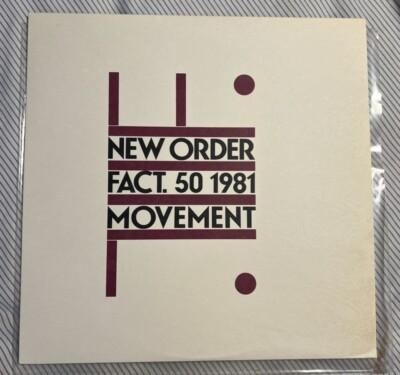 NEW ORDER
FACT. 50 1981
MOVEMENT